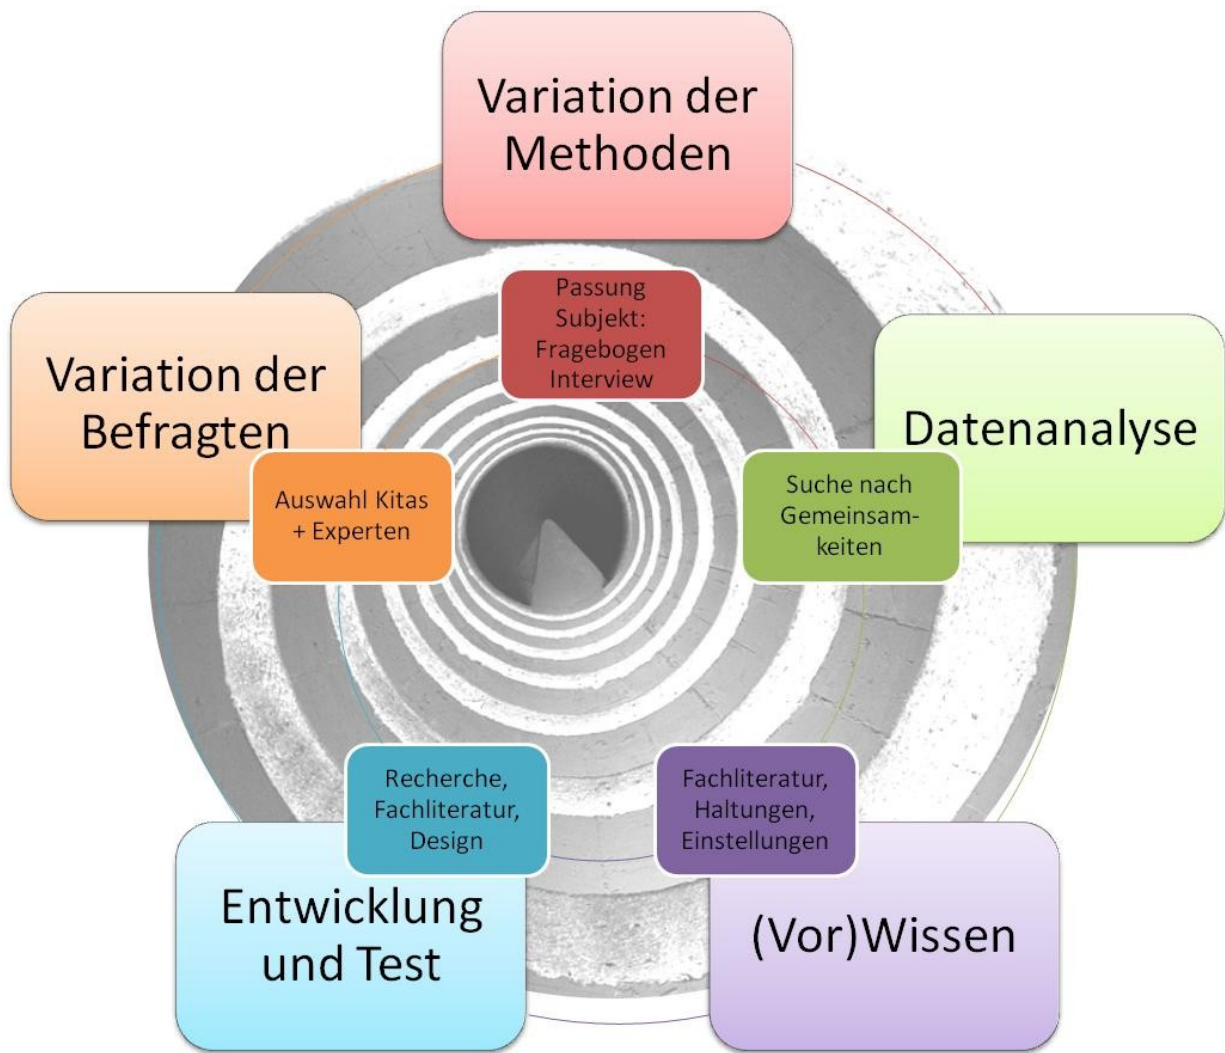 Variation der
Methoden
Passung
Subjekt:
Fragebogen
Interview
Datenanalyse
Suche nach
Gemeinsam-
keiten
(Vor)Wissen
Fachliteratur,
Haltungen,
Einstellungen
Entwicklung
und Test
Recherche,
Fachliteratur,
Design
Variation der
Befragten
Auswahl Kitas
+ Experten